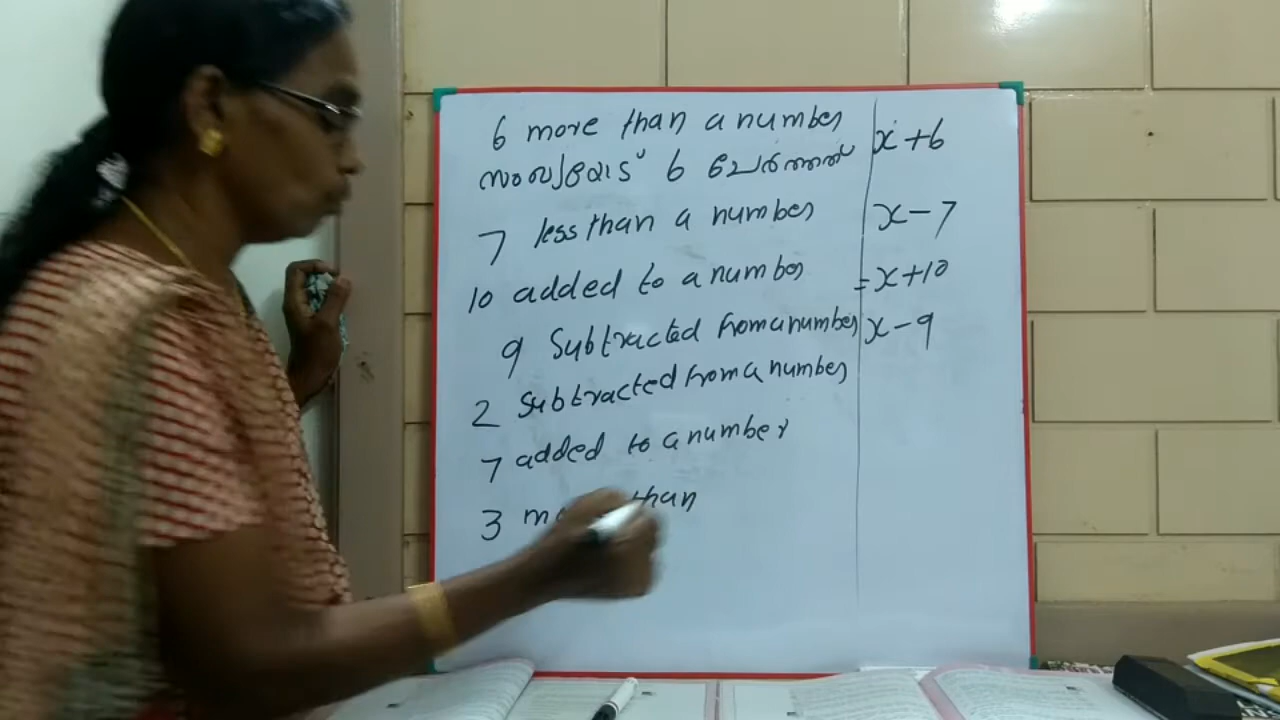 6 more than a number x + 6
സംഖ്യയോട് 6 ചേർത്താൽ
7 less than a number x - 7
10 added to a number = x + 10
9 Subtracted from a number x - 9
2 Subtracted from a number
7 added to a number
3 than